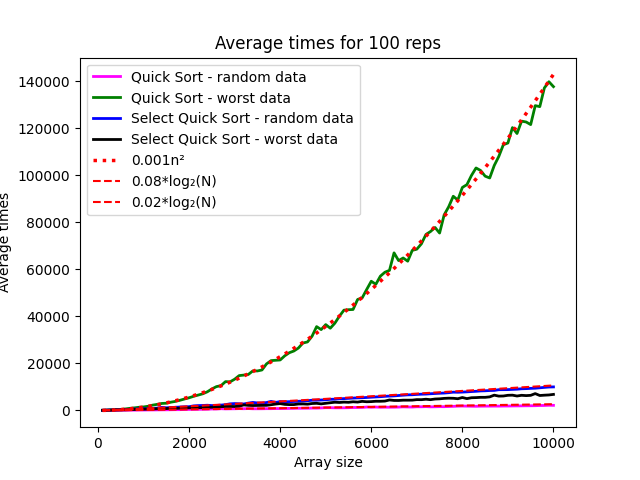 Average times for 100 reps
Quick Sort - random data
Quick Sort - worst data
Select Quick Sort - random data
Select Quick Sort - worst data
0.001n²
0.08*log₂(N)
0.02*log₂(N)
Average times
140000
120000
100000
80000
60000
40000
20000
0
0 2000 4000 6000 8000 10000
Array size